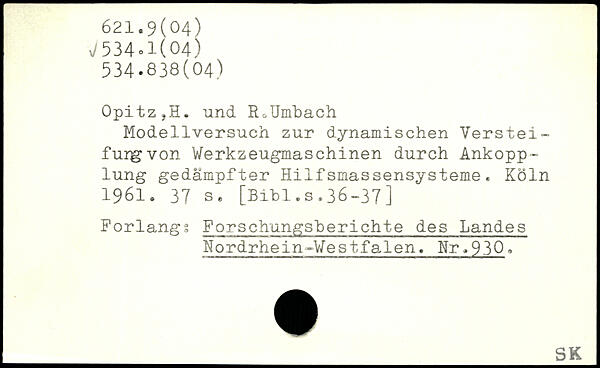 621.9(04)
√534.1(04)
534.838(04)
Opitz,H. und R.Umbach
Modellversuch zur dynamischen Verstei-
fung von Werkzeugmaschinen durch Ankopp-
lung gedämpfter Hilfsmassensysteme. Köln
1961. 37 s. [Bibl.s.36-37]
Forlang: Forschungsberichte des Landes
Nordrhein-Westfalen. Nr.930.
SK